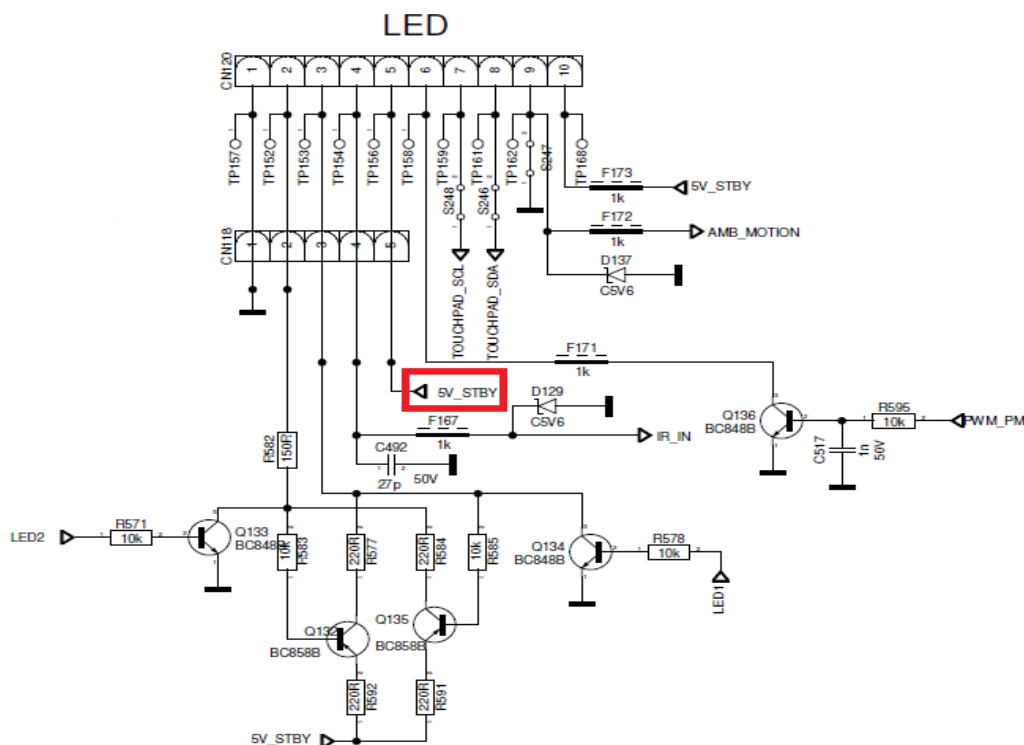 LED
CN120
1 2 3 4 5 6 7 8 9 10
TP157
TP152
TP153
TP154
TP156
TP158
TP159
TP161
TP162
S247
TP168
S248
S246
F173
1k
5V_STBY
F172
1k
AMB_MOTION
D137
C5V6
CN118
1 2 3 4 5
TOUCHPAD_SCL
TOUCHPAD_SDA
F171
1k
5V_STBY
D129
C5V6
F167
1k
IR_IN
Q136
BC848B
R595
10k
PWM_PM
C517
1n
50V
R582
150R
C492
27p
50V
LED2
R571
10k
Q133
BC848B
10k
R583
220R
R577
220R
R584
10k
R585
Q134
BC848B
R578
10k
LED1
Q132
BC858B
Q135
BC858B
220R
R592
220R
R591
5V_STBY